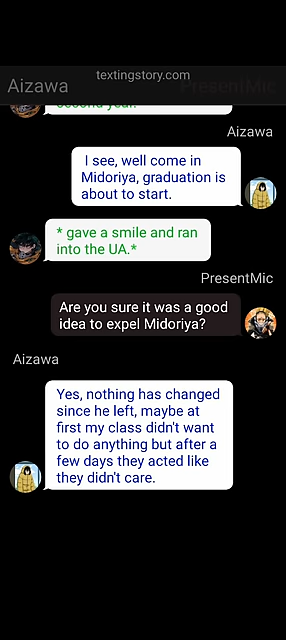 textingstory.com
Aizawa
PresentMic
second year.
Aizawa
I see, well come in
Midoriya, graduation is
about to start.
* gave a smile and ran
into the UA.*
PresentMic
Are you sure it was a good
idea to expel Midoriya?
Aizawa
Yes, nothing has changed
since he left, maybe at
first my class didn't want
to do anything but after a
few days they acted like
they didn't care.